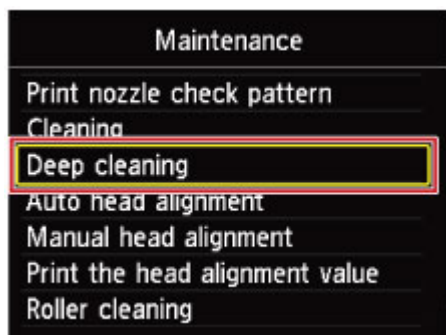 Maintenance
Print nozzle check pattern
Cleaning
Deep cleaning
Auto head alignment
Manual head alignment
Print the head alignment value
Roller cleaning